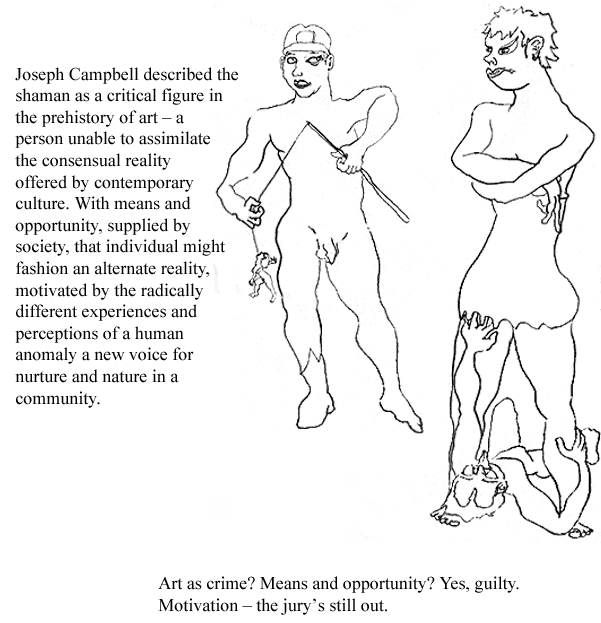 Joseph Campbell described the
shaman as a critical figure in
the prehistory of art – a
person unable to assimilate
the consensual reality
offered by contemporary
culture. With means and
opportunity, supplied by
society, that individual might
fashion an alternate reality,
motivated by the radically
different experiences and
perceptions of a human
anomaly a new voice for
nurture and nature in a
community.
Art as crime? Means and opportunity? Yes, guilty.
Motivation – the jury’s still out.